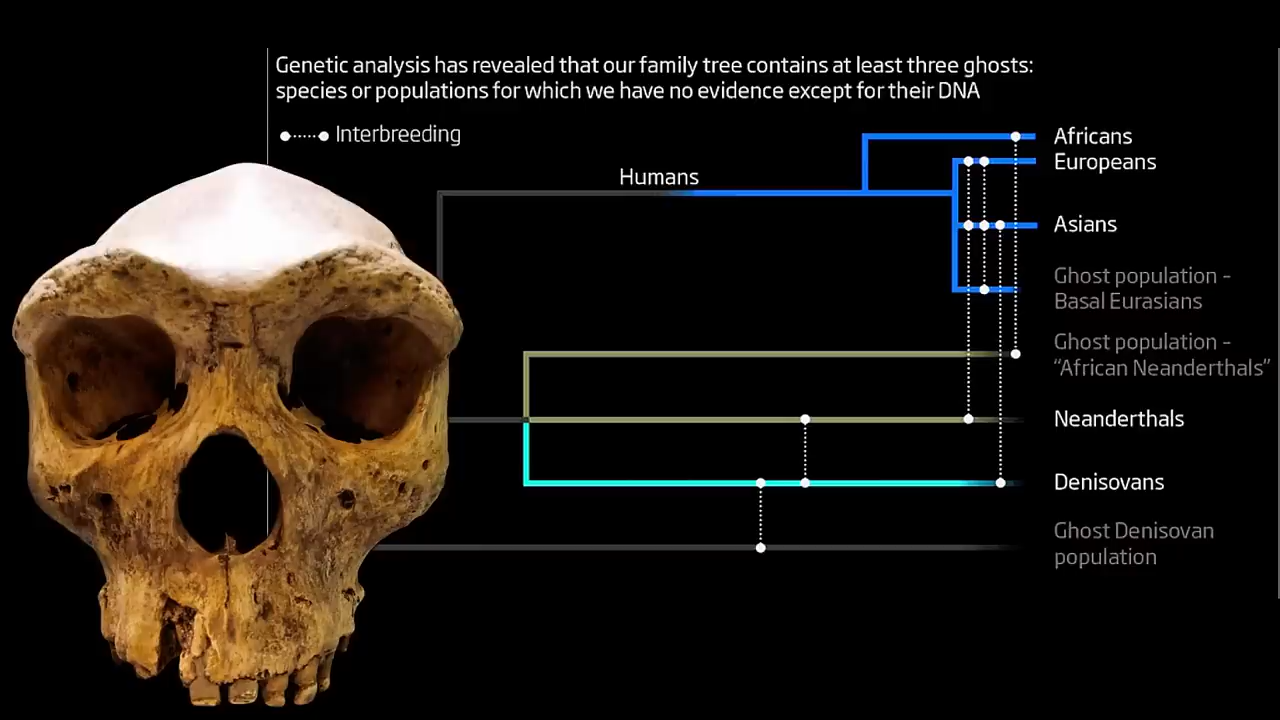 Genetic analysis has revealed that our family tree contains at least three ghosts:
species or populations for which we have no evidence except for their DNA
Interbreeding
Humans
Africans
Europeans
Asians
Ghost population –
Basal Eurasians
Ghost population –
“African Neanderthals”
Neanderthals
Denisovans
Ghost Denisovan
population